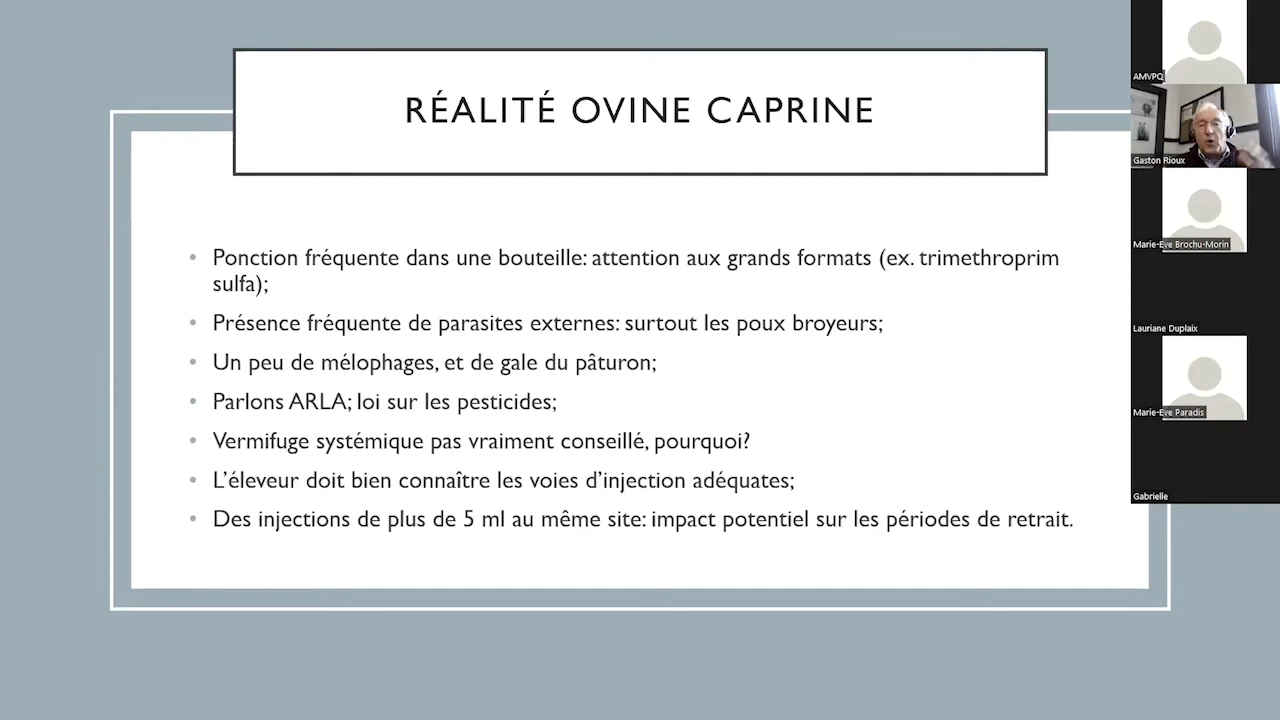 RÉALITÉ OVINE CAPRINE
• Ponction fréquente dans une bouteille: attention aux grands formats (ex. trimethroprim
sulfa);
• Présence fréquente de parasites externes: surtout les poux broyeurs;
• Un peu de mélophages, et de gale du pâturon;
• Parlons ARLA; loi sur les pesticides;
• Vermifuge systémique pas vraiment conseillé, pourquoi?
• L'éleveur doit bien connaître les voies d'injection adéquates;
• Des injections de plus de 5 ml au même site: impact potentiel sur les périodes de retrait.
AMVPQ
Gaston Rioux
Marie-Eve Brochu-Morin
Lauriane Duplaix
Marie-Eve Paradis
Gabrielle